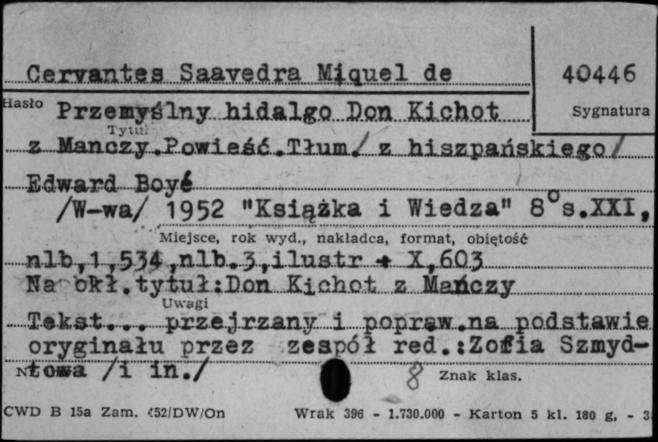 Cervantes Saavedra Miquel de
40446
Hasło
Sygnatura
Przemyślny hidalgo Don Kichot
Tytuł
z Manczy.Powieść.Tłum/ z hiszpańskiego/
Edward Boyé
/W-wa/ 1952 "Książka i Wiedza" 8° s.XXI,
Miejsce, rok wyd., nakładca, format, objętość
nlb,1,534,nlb.3,ilustr + X,603
Na okł.tytuł:Don Kichot z Manczy
Uwagi
Tekst... przejrzany i popraw.na podstawie
oryginału przez zespół red.:Zofia Szmyd-
towa /i in./
8 Znak klas.
CWD B 15a Zam. 452/DW/On Wrak 396 - 1.730.000 - Karton 5 kl. 180 g, - 3